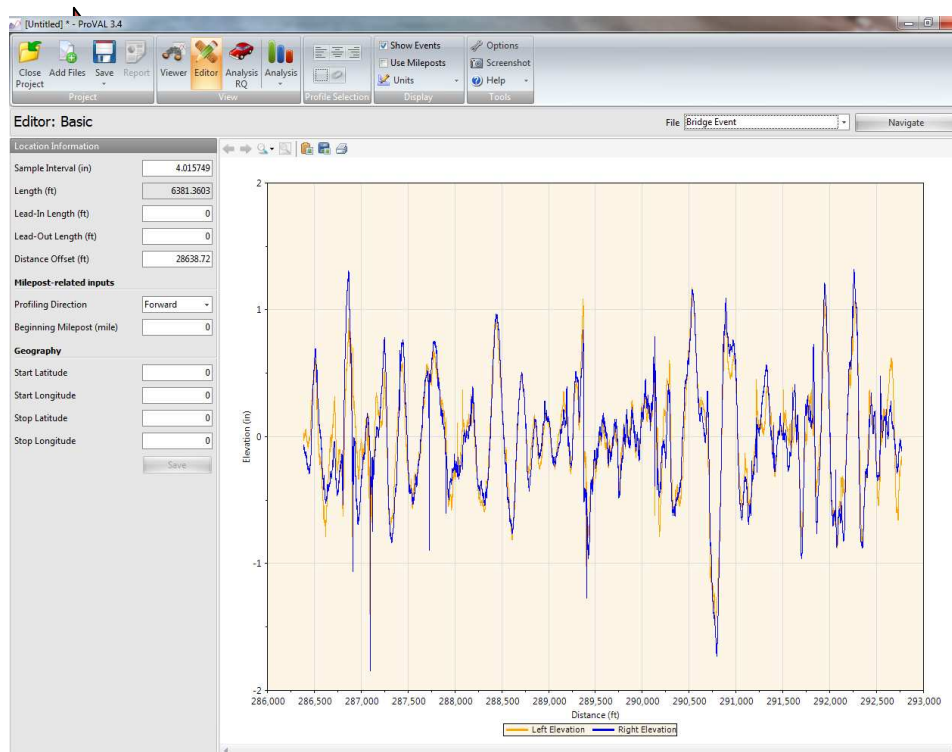 [Untitled] * - ProVAL 3.4
Close Project Add Files Save Report Viewer Editor Analysis RQ Analysis Show Events Use Mileposts Units Options Screenshot Help
Project View Profile Selection Display Tools
Editor: Basic File Bridge Event Navigate
Location Information
Sample Interval (in) 4.015749
Length (ft) 6381.3603
Lead-In Length (ft) 0
Lead-Out Length (ft) 0
Distance Offset (ft) 28638.72
Milepost-related inputs
Profiling Direction Forward
Beginning Milepost (mile) 0
Geography
Start Latitude 0
Start Longitude 0
Stop Latitude 0
Stop Longitude 0
Save
2
1
0
-1
-2
Elevation (in)
286,000 286,500 287,000 287,500 288,000 288,500 289,000 289,500 290,000 290,500 291,000 291,500 292,000 292,500 293,000
Distance (ft)
Left Elevation Right Elevation